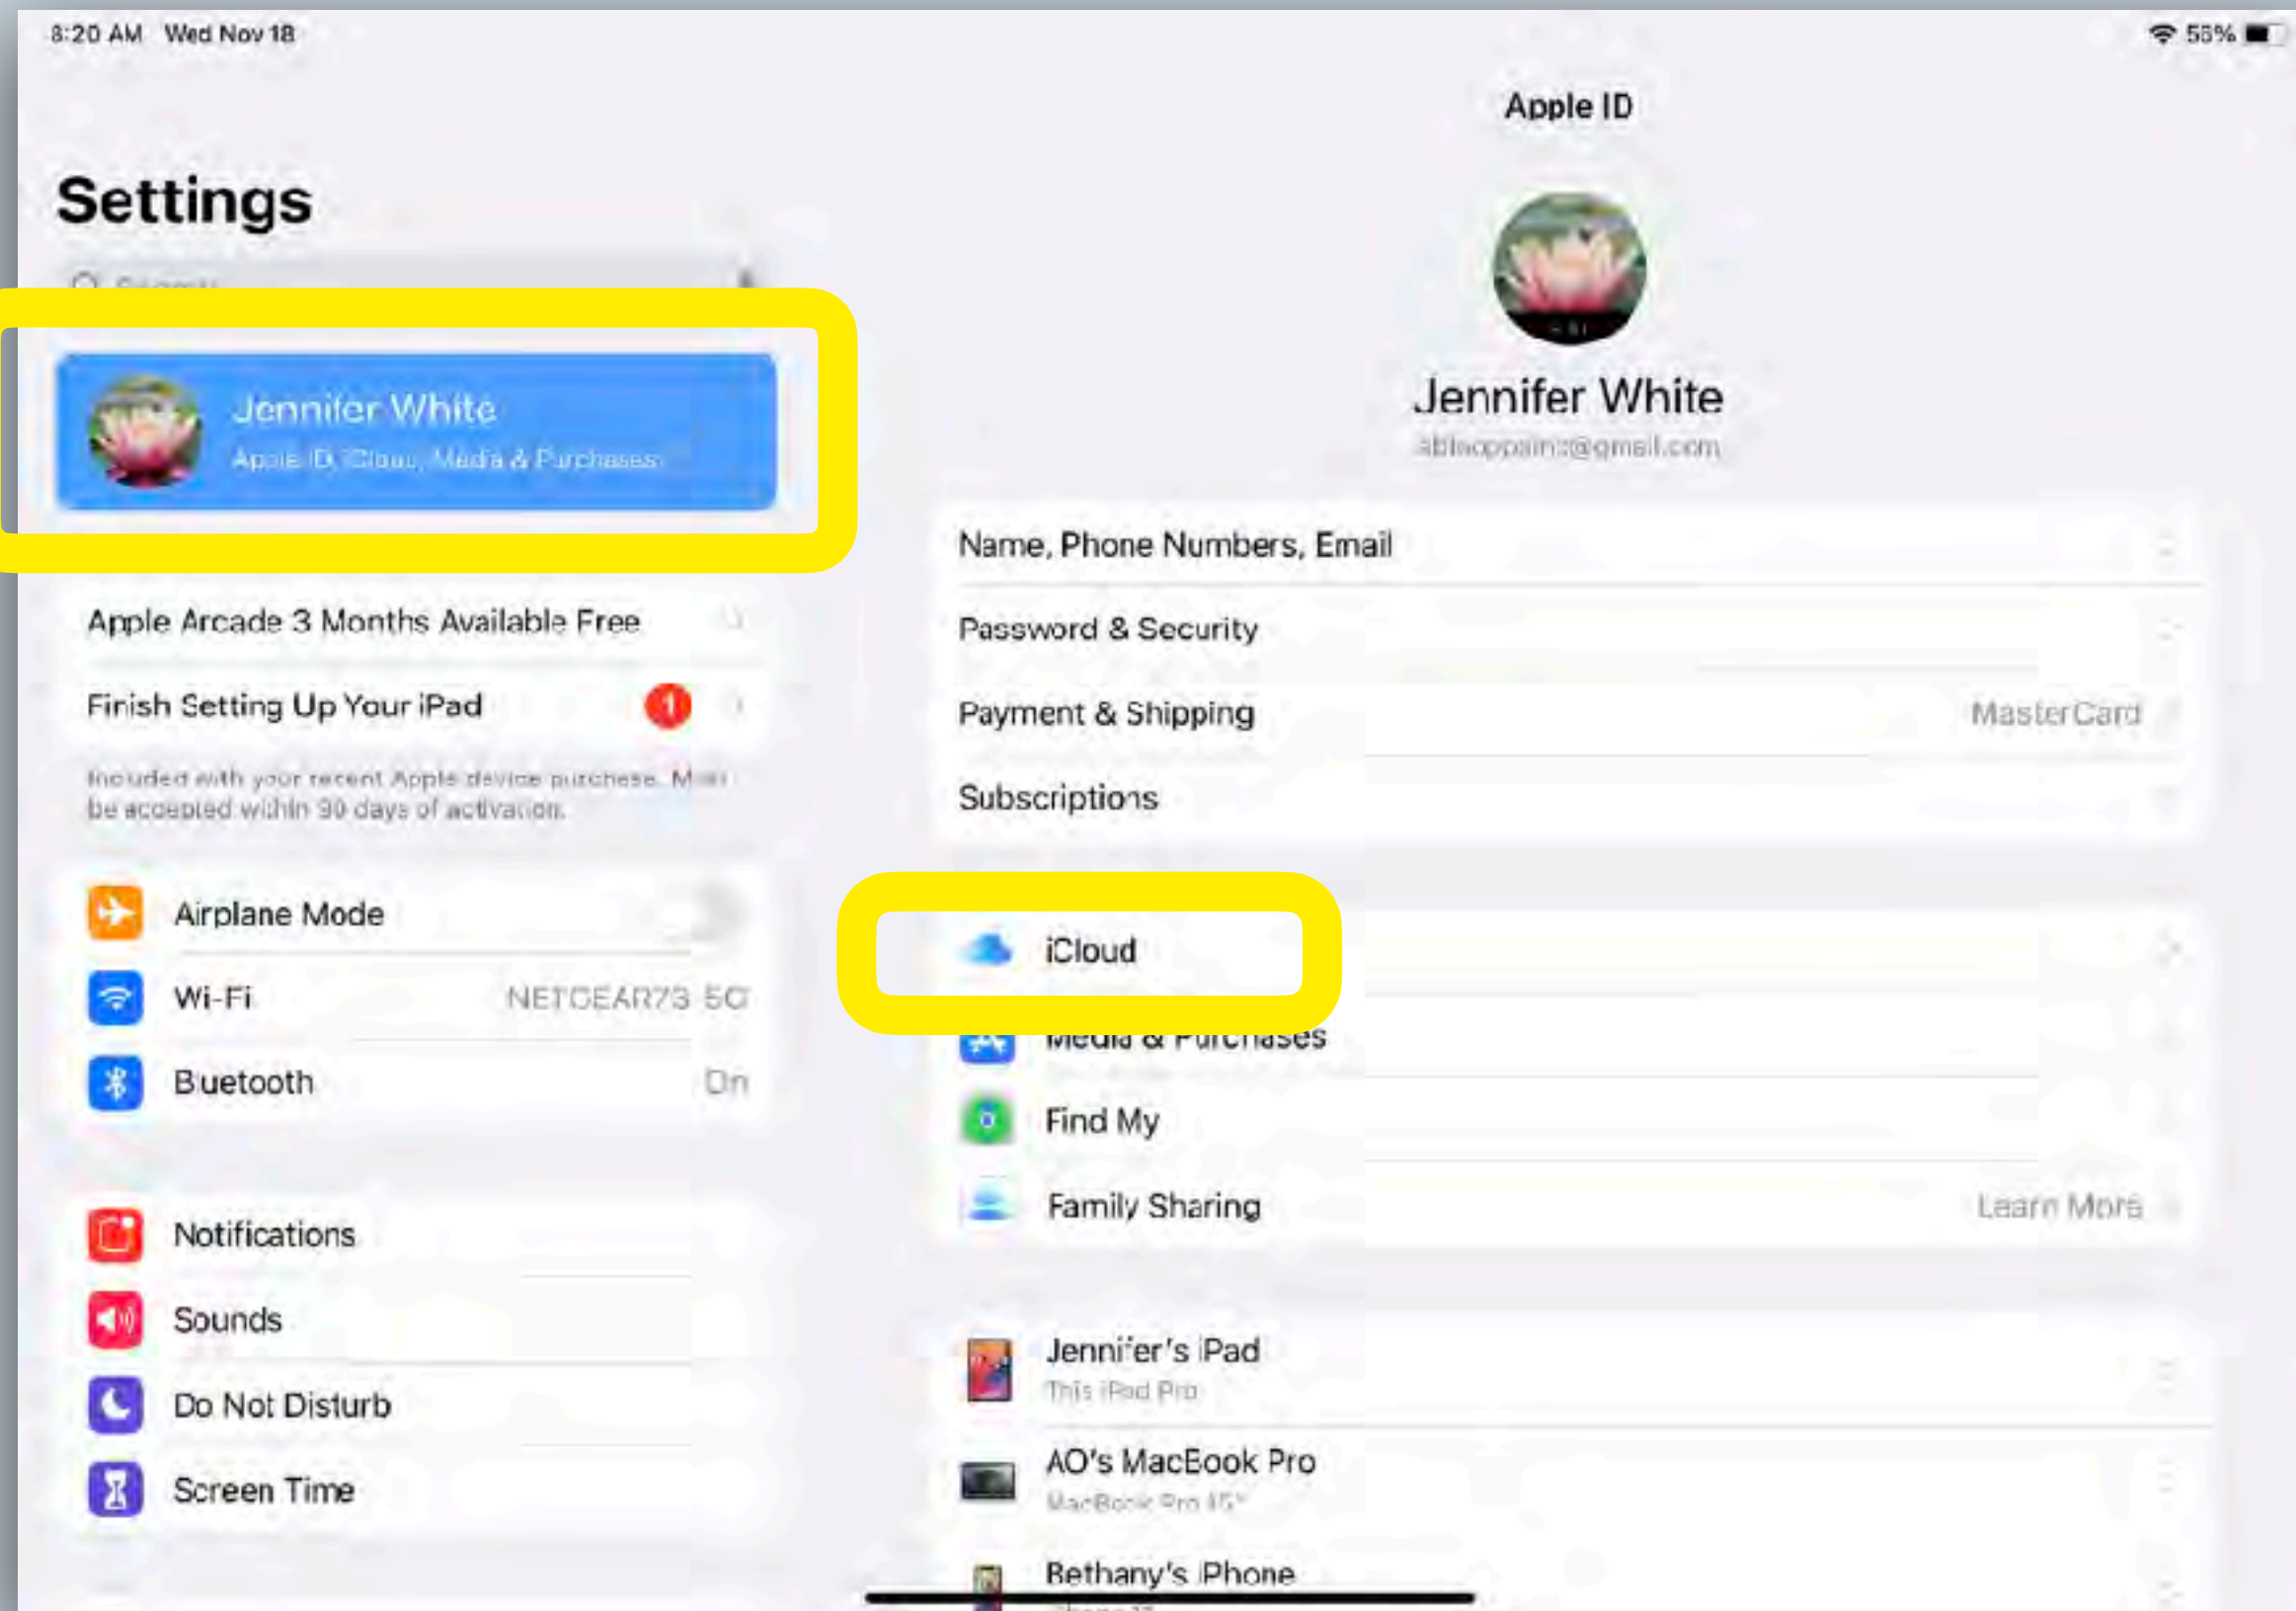 8:20 AM Wed Nov 18
Settings
Jennifer White
Apple ID, iCloud, Media & Purchases
Apple Arcade 3 Months Available Free
Finish Setting Up Your iPad
1
Included with your recent Apple device purchase. Must
be accepted within 90 days of activation.
Airplane Mode
Wi-Fi
Bluetooth
On
Notifications
Sounds
Do Not Disturb
Screen Time
Apple ID
Jennifer White
Name, Phone Numbers, Email
Password & Security
Payment & Shipping
MasterCard
Subscriptions
iCloud
Media & Purchases
Find My
Family Sharing
Learn More
Jennifer's iPad
This iPad Pro
AO's MacBook Pro
MacBook Pro 15"
Bethany's iPhone